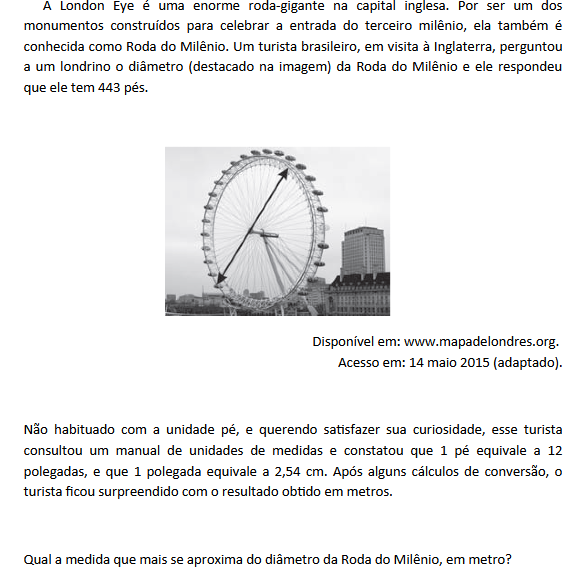 A London Eye é uma enorme roda-gigante na capital inglesa. Por ser um dos
monumentos construídos para celebrar a entrada do terceiro milênio, ela também é
conhecida como Roda do Milênio. Um turista brasileiro, em visita à Inglaterra, perguntou
a um londrino o diâmetro (destacado na imagem) da Roda do Milênio e ele respondeu
que ele tem 443 pés.
Disponível em: www.mapadelondres.org.
Acesso em: 14 maio 2015 (adaptado).
Não habituado com a unidade pé, e querendo satisfazer sua curiosidade, esse turista
consultou um manual de unidades de medidas e constatou que 1 pé equivale a 12
polegadas, e que 1 polegada equivale a 2,54 cm. Após alguns cálculos de conversão, o
turista ficou surpreendido com o resultado obtido em metros.
Qual a medida que mais se aproxima do diâmetro da Roda do Milênio, em metro?